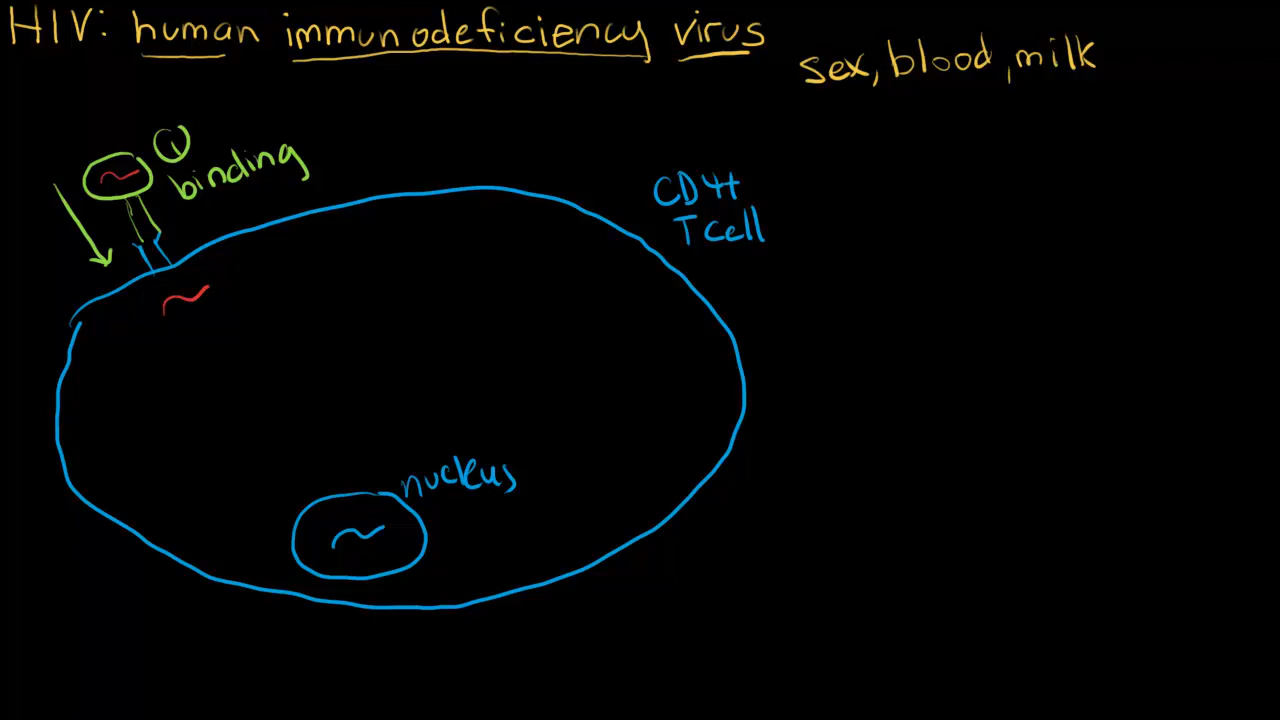 HIV: human immunodeficiency virus
sex, blood, milk
1
binding
CD4+
T Cell
nucleus